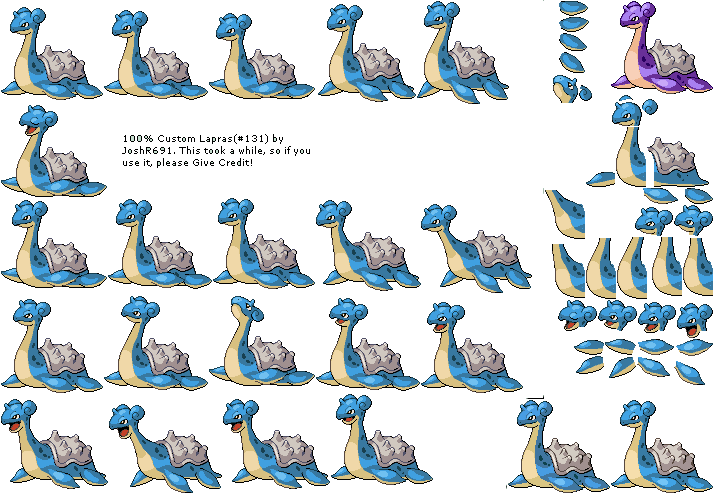 100% Custom Lapras(#131) by
JoshR691. This took a while, so if you
use it, please Give Credit!